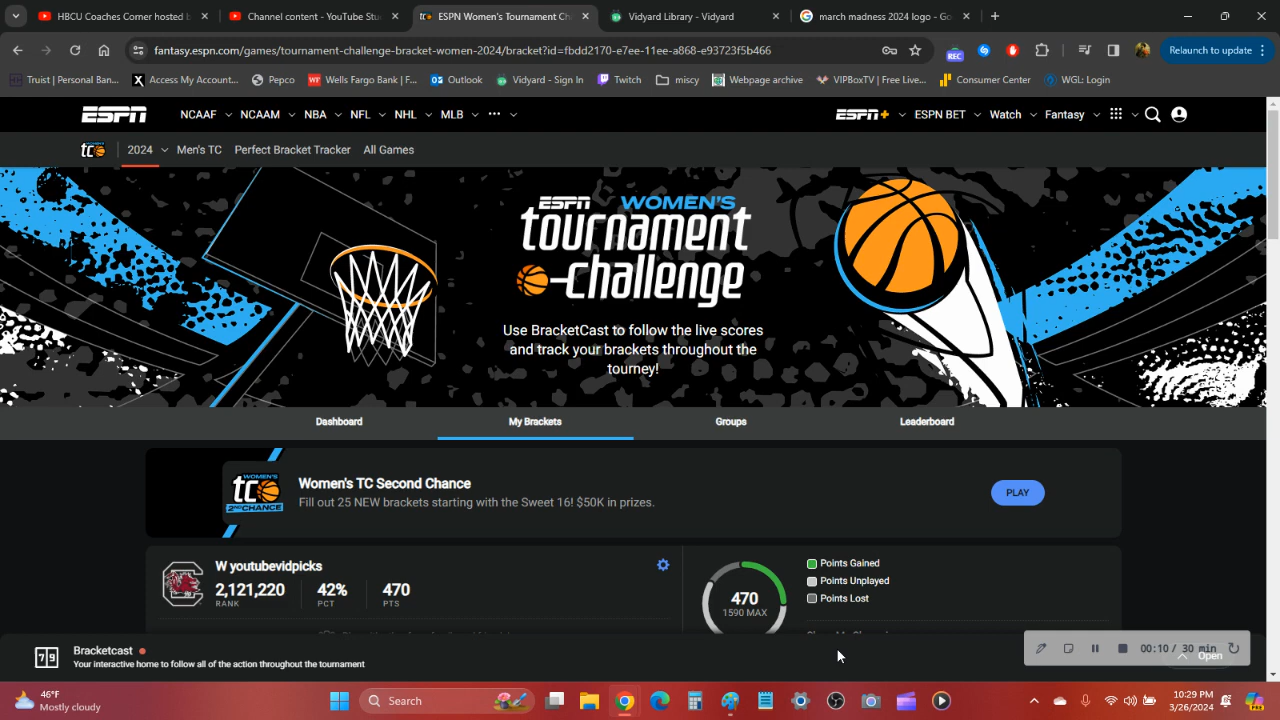 HBCU Coaches Corner hosted b
Channel content - YouTube Stu
ESPN Women's Tournament Cha
Vidyard Library - Vidyard
march madness 2024 logo - Go
fantasy.espn.com/games/tournament-challenge-bracket-women-2024/bracket?id=fbdd2170-e7ee-11ee-a868-e93723f5b466
REC
Relaunch to update
Truist | Personal Ban...
Access My Account...
Pepco
Wells Fargo Bank | F...
Outlook
Vidyard - Sign In
Twitch
miscy
Webpage archive
VIPBoxTV | Free Live...
Consumer Center
WGL: Login
ESPN NCAAF NCAAM NBA NFL NHL MLB ESPN+ ESPN BET Watch Fantasy
tc 2024 Men's TC Perfect Bracket Tracker All Games
ESPN WOMEN'S
tournament
challenge
Use BracketCast to follow the live scores
and track your brackets throughout the
tourney!
Dashboard My Brackets Groups Leaderboard
WOMEN'S
tc
2ND CHANCE
Women's TC Second Chance
Fill out 25 NEW brackets starting with the Sweet 16! $50K in prizes.
PLAY
W youtubevidpicks
2,121,220 42% 470
RANK PCT PTS
470
1590 MAX
Points Gained
Points Unplayed
Points Lost
79
Bracketcast
Your interactive home to follow all of the action throughout the tournament
00:10 / 30 min
Open
46°F
Mostly cloudy
Search
10:29 PM
3/26/2024